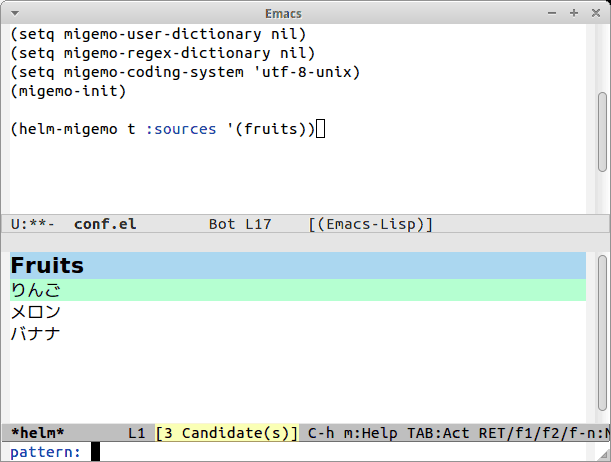 Emacs
(setq migemo-user-dictionary nil)
(setq migemo-regex-dictionary nil)
(setq migemo-coding-system 'utf-8-unix)
(migemo-init)
(helm-migemo t :sources '(fruits))
U:**-  conf.el        Bot L17    [(Emacs-Lisp)]
Fruits
りんご
メロン
バナナ
*helm*       L1 [3 Candidate(s)] C-h m:Help TAB:Act RET/f1/f2/f-n:N
pattern: